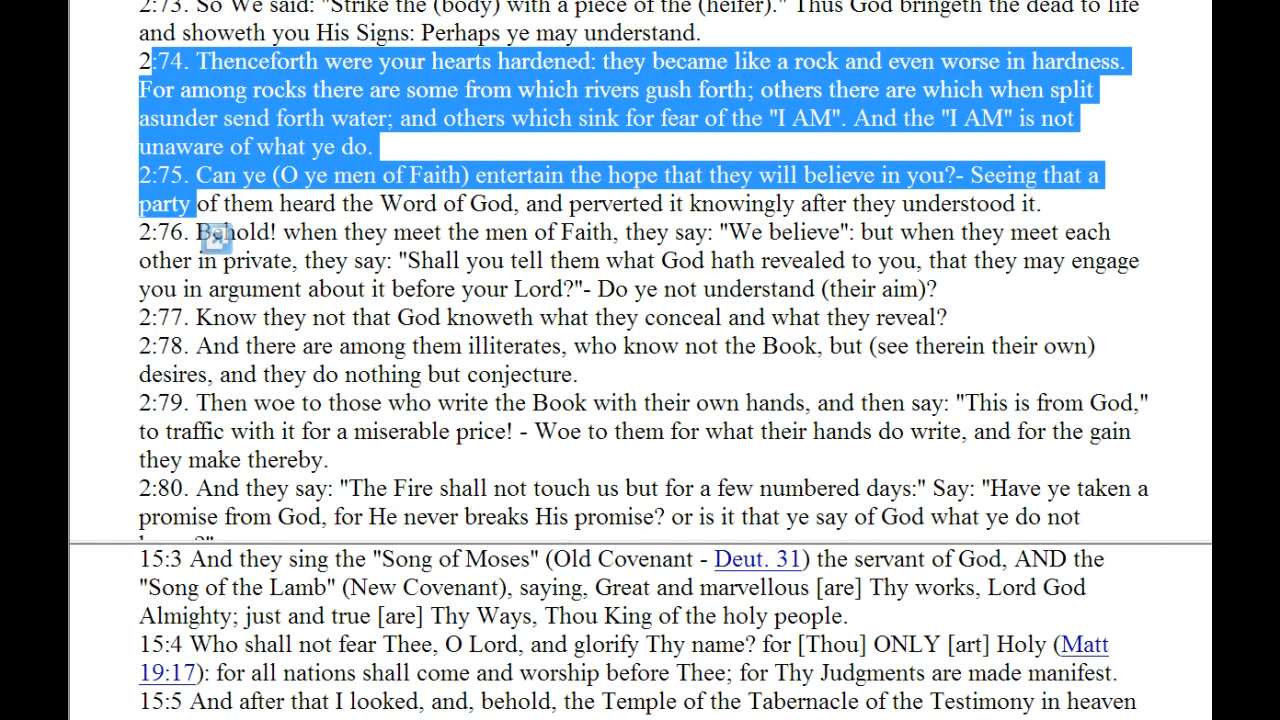 2:73. So We said: "Strike the (body) with a piece of the (heifer)." Thus God bringeth the dead to life
and showeth you His Signs: Perhaps ye may understand.
2:74. Thenceforth were your hearts hardened: they became like a rock and even worse in hardness.
For among rocks there are some from which rivers gush forth; others there are which when split
asunder send forth water; and others which sink for fear of the "I AM". And the "I AM" is not
unaware of what ye do.
2:75. Can ye (O ye men of Faith) entertain the hope that they will believe in you?- Seeing that a
party of them heard the Word of God, and perverted it knowingly after they understood it.
2:76. Behold! when they meet the men of Faith, they say: "We believe": but when they meet each
other in private, they say: "Shall you tell them what God hath revealed to you, that they may engage
you in argument about it before your Lord?"- Do ye not understand (their aim)?
2:77. Know they not that God knoweth what they conceal and what they reveal?
2:78. And there are among them illiterates, who know not the Book, but (see therein their own)
desires, and they do nothing but conjecture.
2:79. Then woe to those who write the Book with their own hands, and then say: "This is from God,"
to traffic with it for a miserable price! - Woe to them for what their hands do write, and for the gain
they make thereby.
2:80. And they say: "The Fire shall not touch us but for a few numbered days:" Say: "Have ye taken a
promise from God, for He never breaks His promise? or is it that ye say of God what ye do not
15:3 And they sing the "Song of Moses" (Old Covenant - Deut. 31) the servant of God, AND the
"Song of the Lamb" (New Covenant), saying, Great and marvellous [are] Thy works, Lord God
Almighty; just and true [are] Thy Ways, Thou King of the holy people.
15:4 Who shall not fear Thee, O Lord, and glorify Thy name? for [Thou] ONLY [art] Holy (Matt
19:17): for all nations shall come and worship before Thee; for Thy Judgments are made manifest.
15:5 And after that I looked, and, behold, the Temple of the Tabernacle of the Testimony in heaven